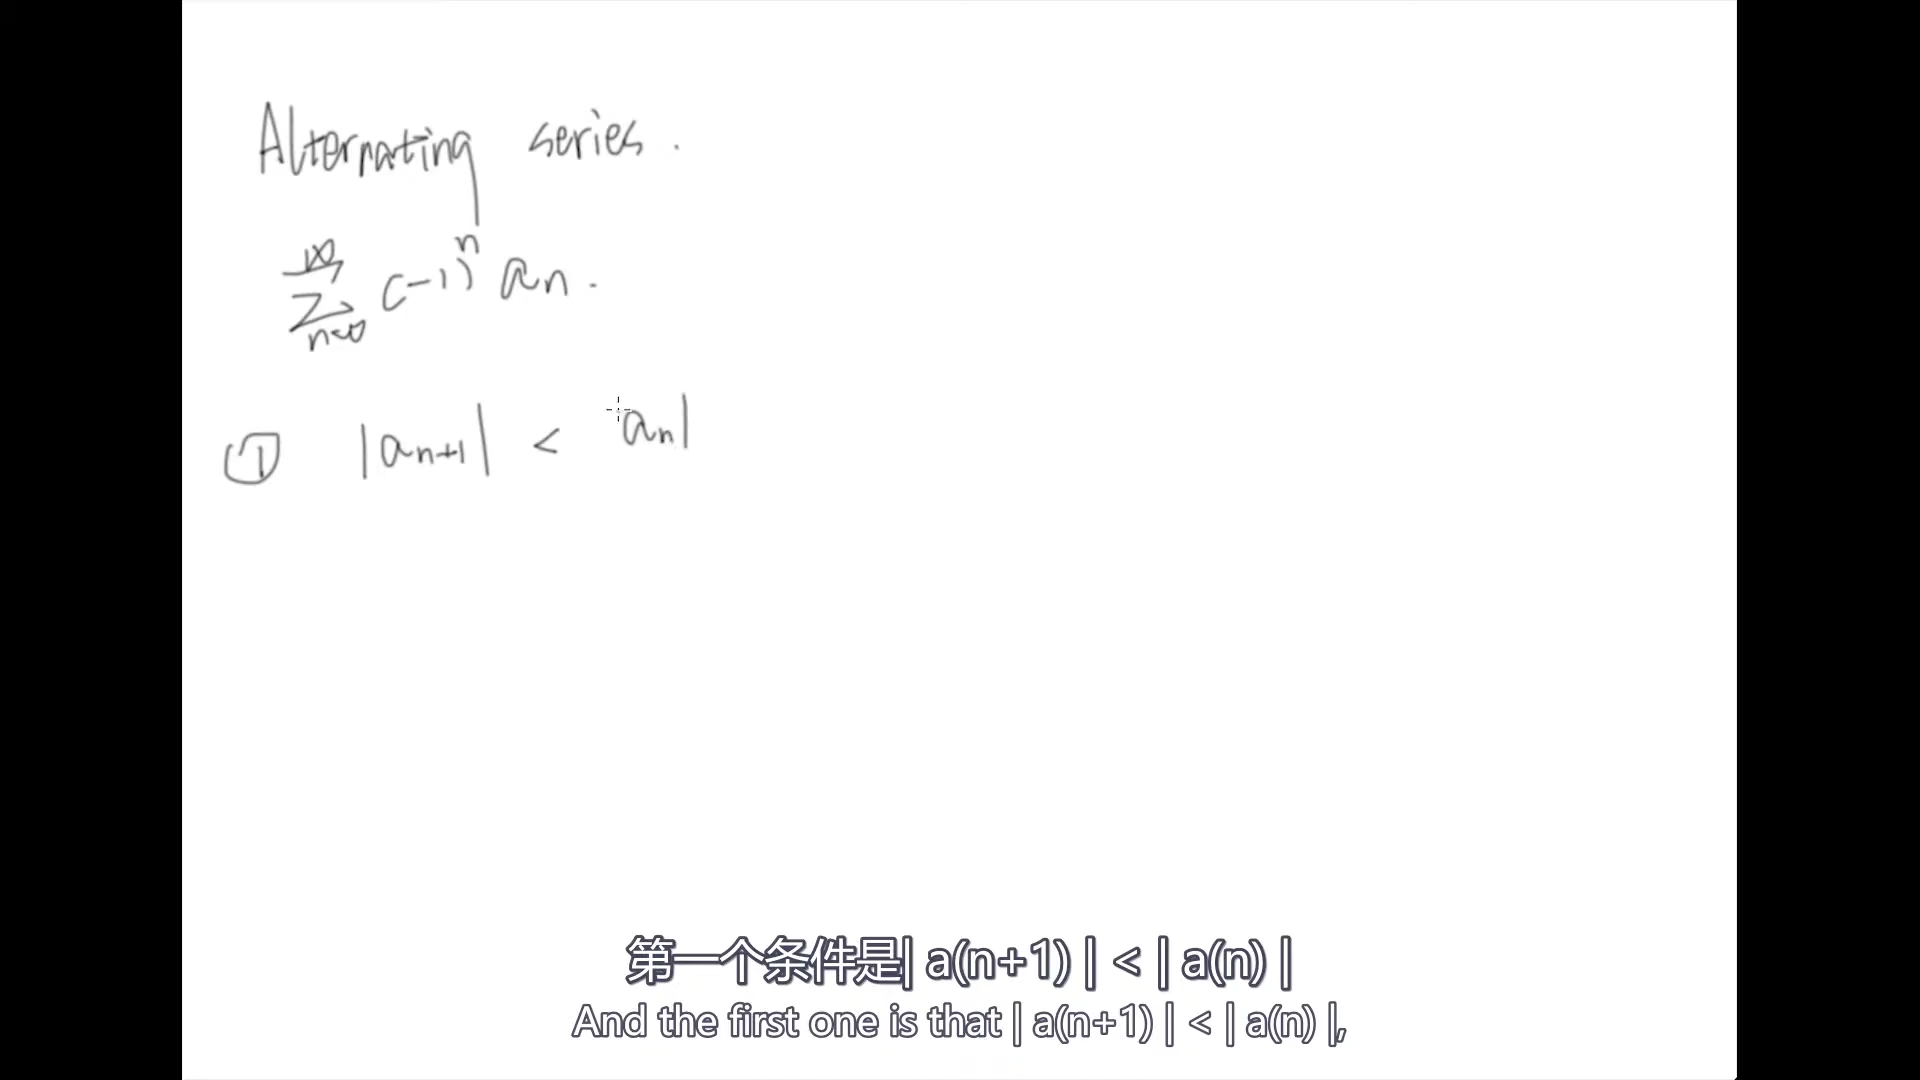 Alternating series.
∞
∑ (-1)ⁿ aₙ.
n=0
① |aₙ₊₁| < aₙ|
第一个条件是| a(n+1) | < | a(n) |
And the first one is that | a(n+1) | < | a(n) |,